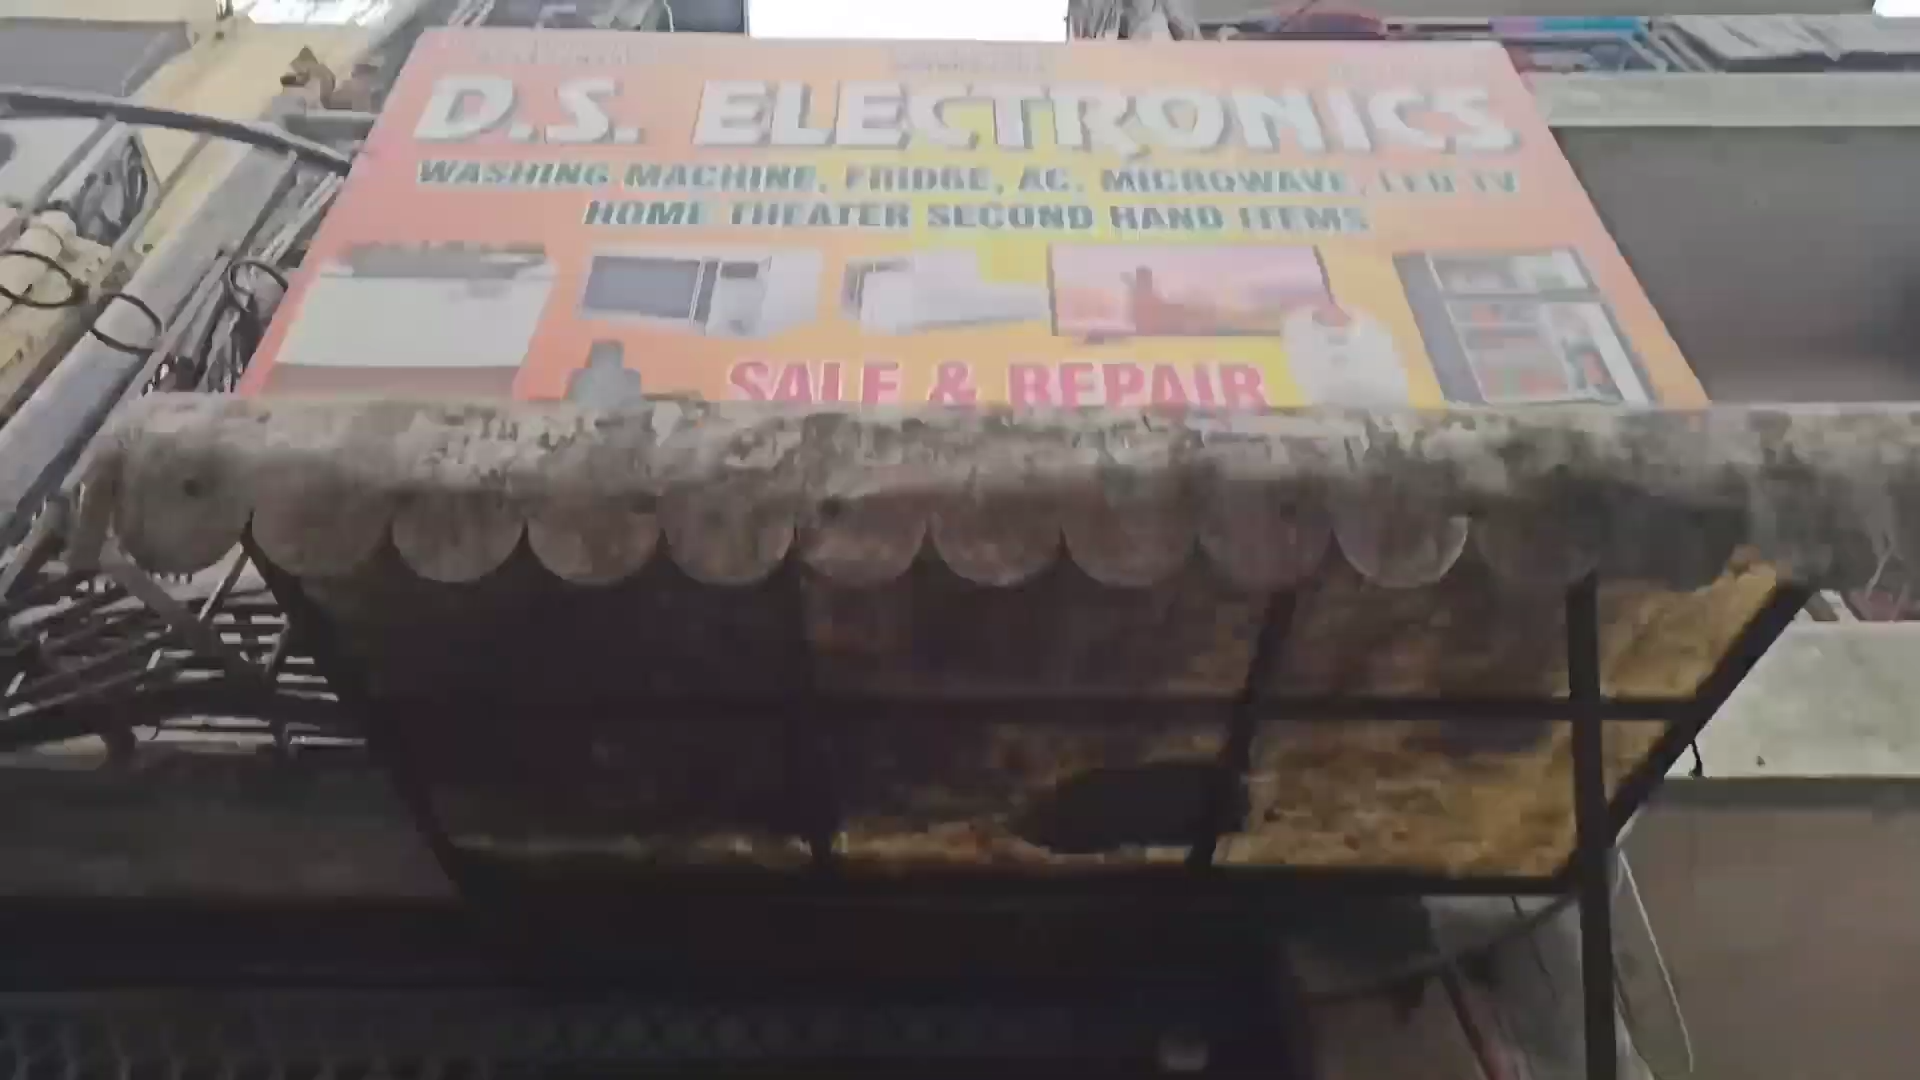 D.S. ELECTRONICS
WASHING MACHINE, FRIDGE, AC, MICROWAVE, LED TV
HOME THEATER SECOND HAND ITEMS
SALE & REPAIR